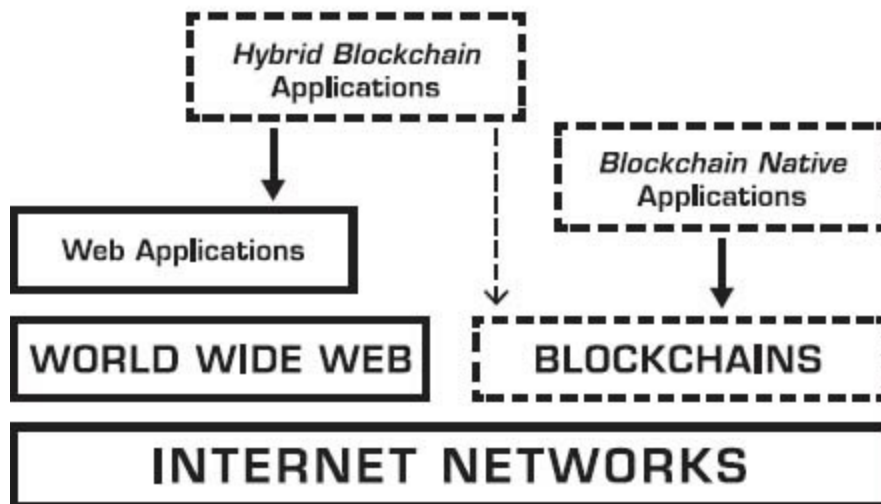 Hybrid Blockchain
Applications
Blockchain Native
Applications
Web Applications
WORLD WIDE WEB
BLOCKCHAINS
INTERNET NETWORKS